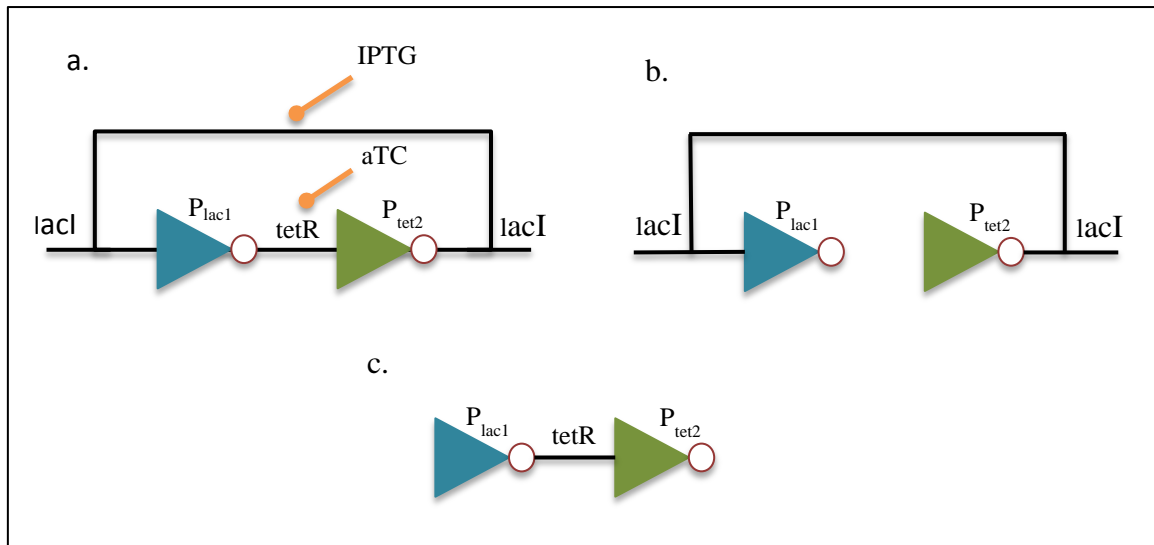 a.
IPTG
aTC
lacI
Plac1
tetR
Ptet2
lacI
b.
lacI
Plac1
Ptet2
lacI
c.
Plac1
tetR
Ptet2